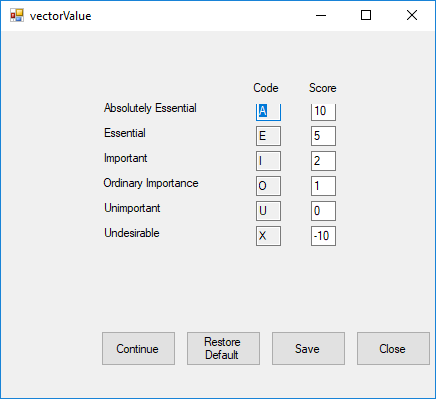 vectorValue
Code Score
Absolutely Essential A 10
Essential E 5
Important I 2
Ordinary Importance O 1
Unimportant U 0
Undesirable X -10
Continue Restore Default Save Close